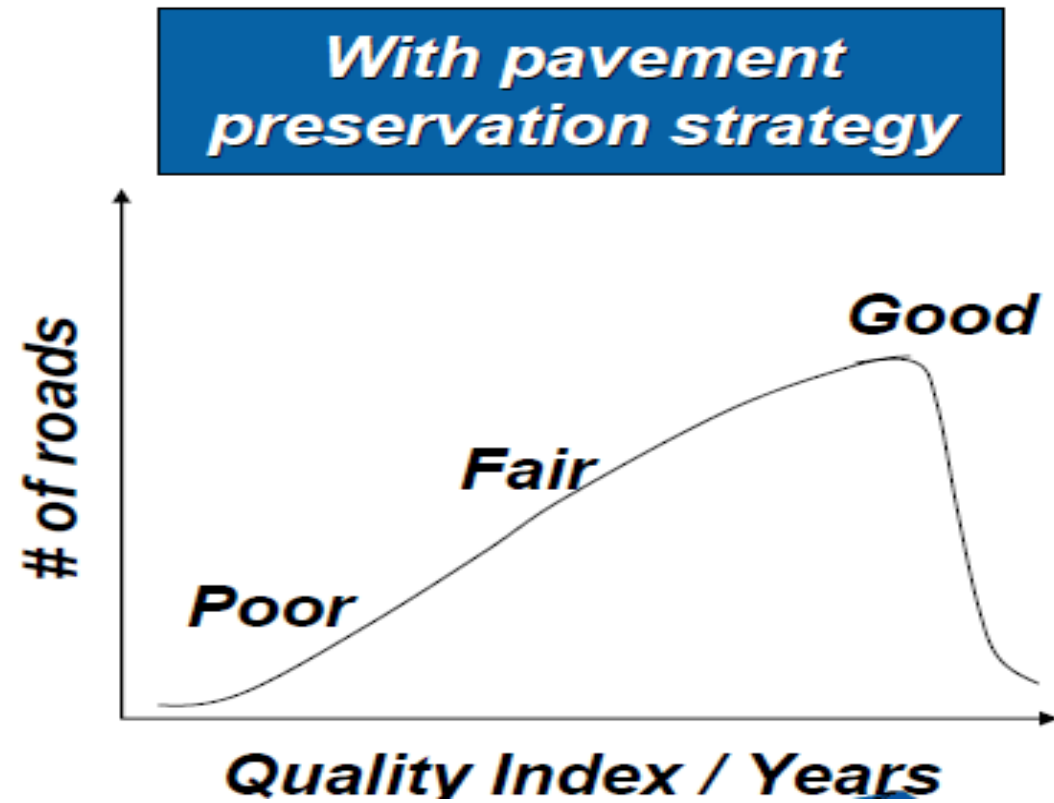 With pavement
preservation strategy
# of roads
Good
Fair
Poor
Quality Index / Years